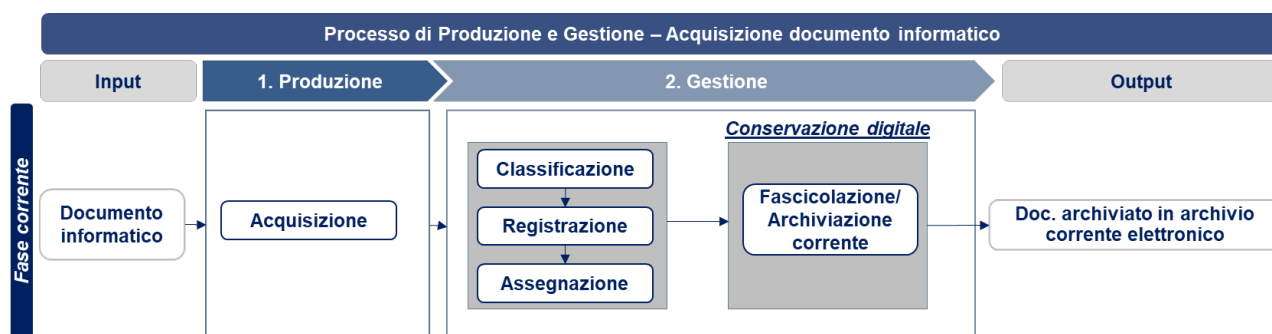 Processo di Produzione e Gestione – Acquisizione documento informatico
Input
1. Produzione
2. Gestione
Output
Fase corrente
Documento
informatico
Acquisizione
Classificazione
Registrazione
Assegnazione
Conservazione digitale
Fascicolazione/
Archiviazione
corrente
Doc. archiviato in archivio
corrente elettronico